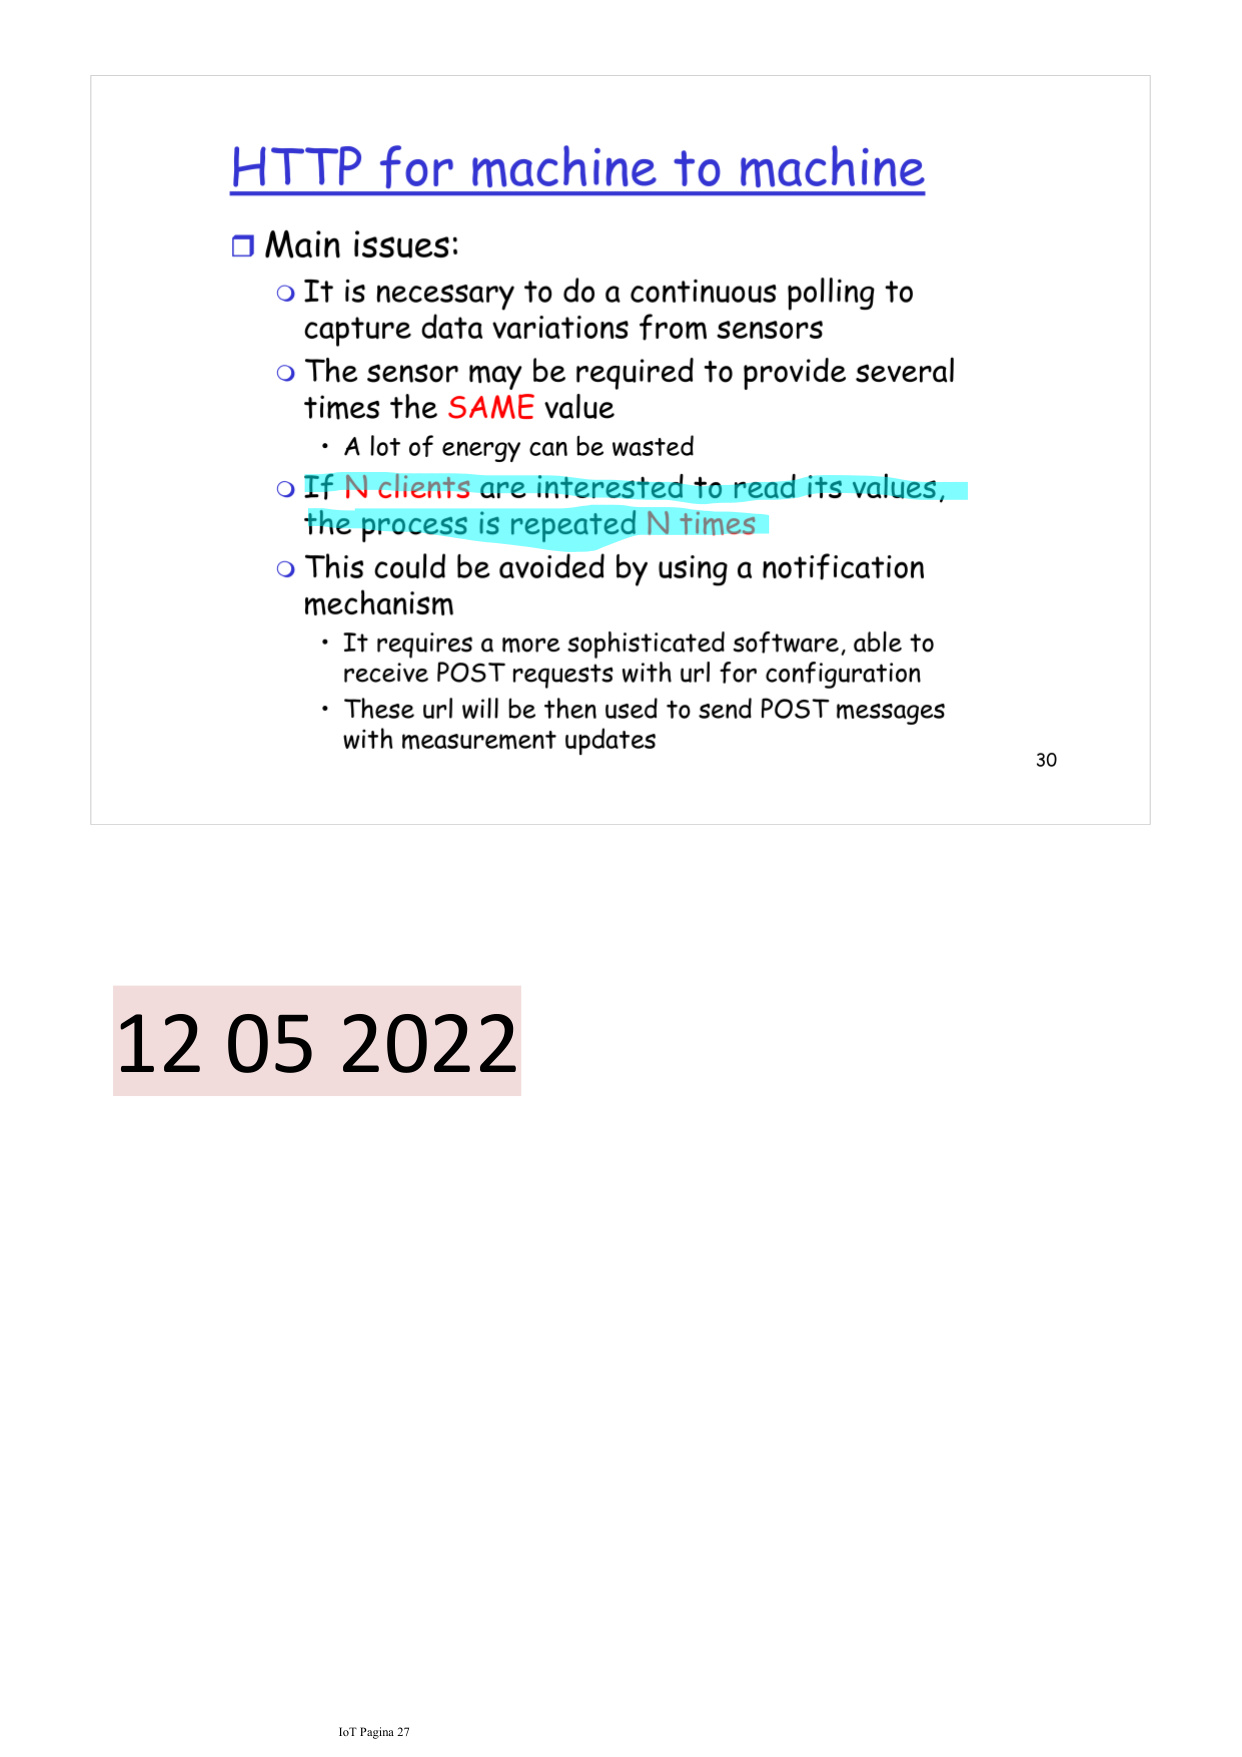 HTTP for machine to machine
Main issues:
It is necessary to do a continuous polling to
capture data variations from sensors
The sensor may be required to provide several
times the SAME value
• A lot of energy can be wasted
If N clients are interested to read its values,
the process is repeated N times
This could be avoided by using a notification
mechanism
• It requires a more sophisticated software, able to
receive POST requests with url for configuration
• These url will be then used to send POST messages
with measurement updates
30
12 05 2022
IoT Pagina 27